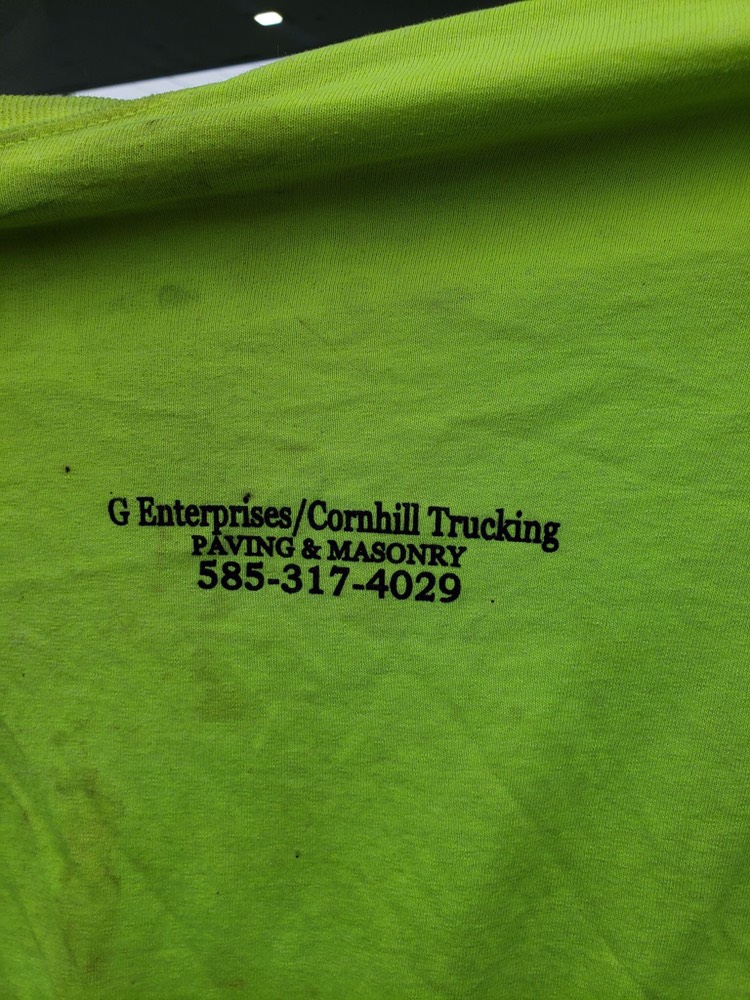 G Enterprises/Cornhill Trucking
PAVING & MASONRY
585-317-4029